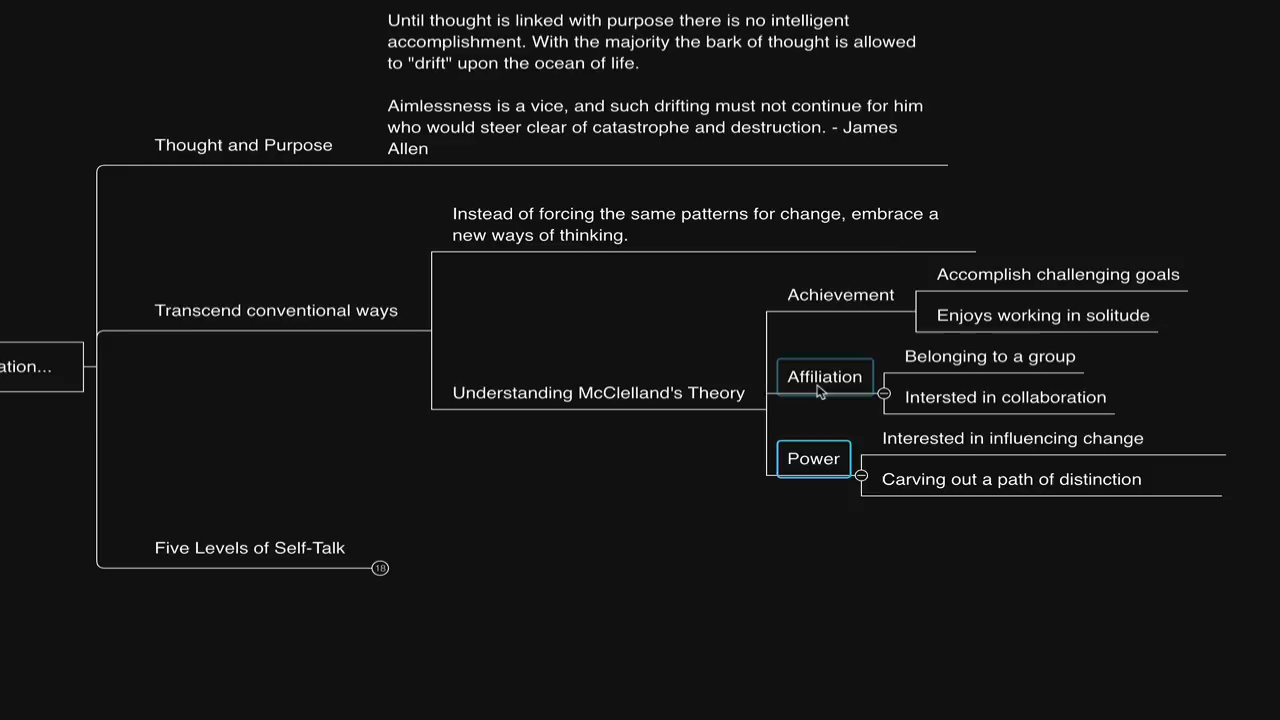 Until thought is linked with purpose there is no intelligent
accomplishment. With the majority the bark of thought is allowed
to "drift" upon the ocean of life.
Aimlessness is a vice, and such drifting must not continue for him
who would steer clear of catastrophe and destruction. - James
Allen
Thought and Purpose
Instead of forcing the same patterns for change, embrace a
new ways of thinking.
Transcend conventional ways
Accomplish challenging goals
Achievement
Enjoys working in solitude
Belonging to a group
Affiliation
Intersted in collaboration
Understanding McClelland's Theory
Interested in influencing change
Power
Carving out a path of distinction
ation...
Five Levels of Self-Talk
18